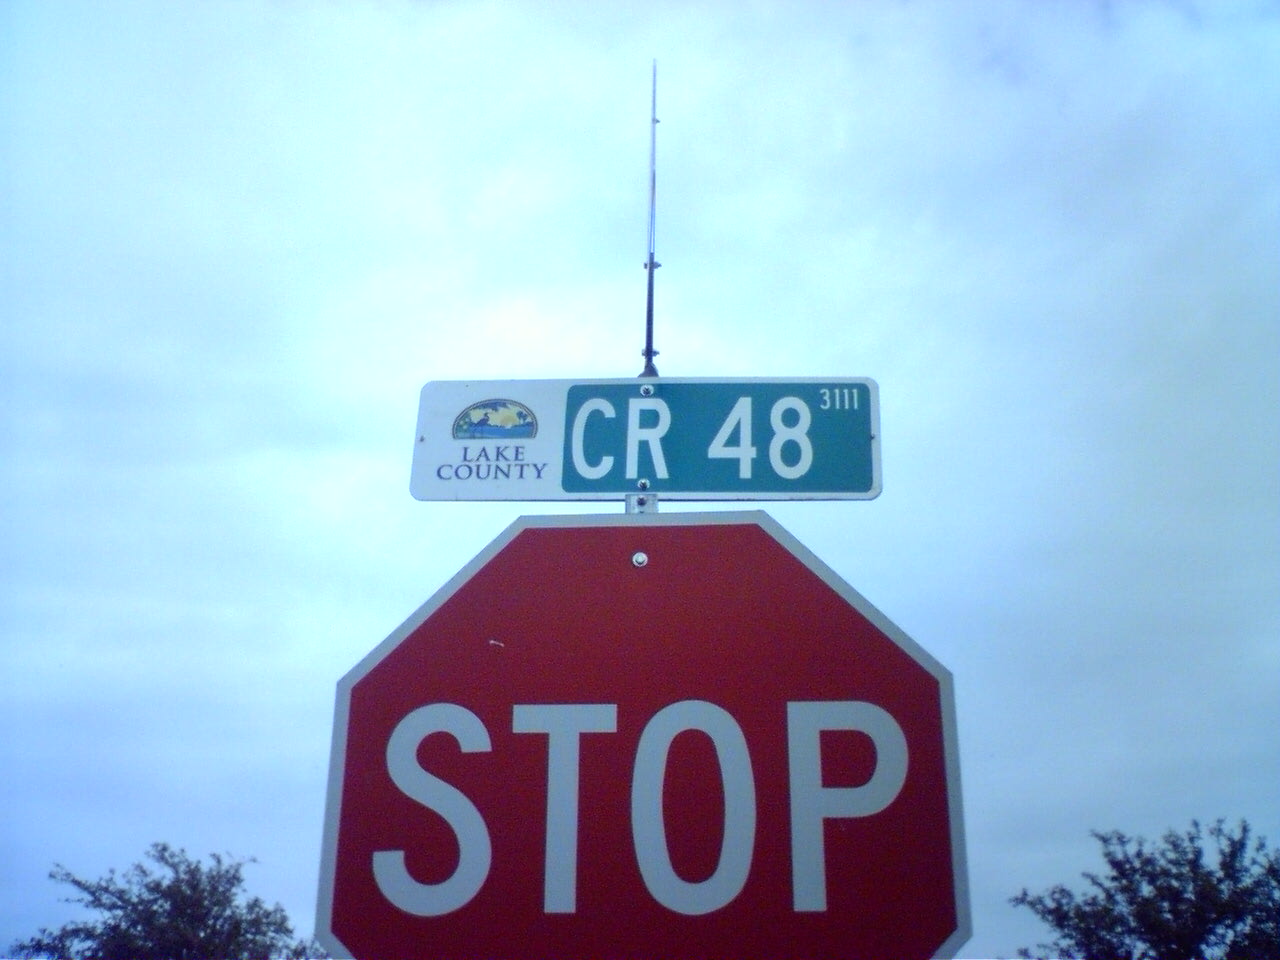 LAKE
COUNTY
CR 48 3111
STOP